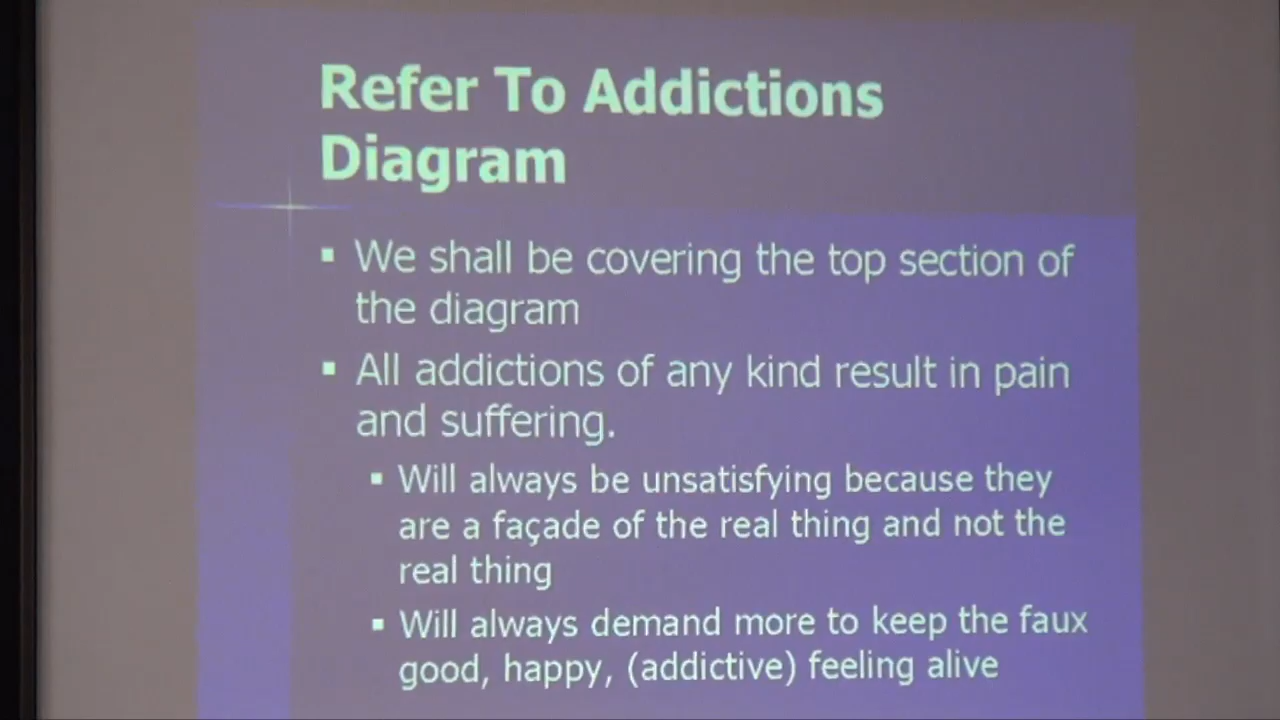 Refer To Addictions
Diagram
▪ We shall be covering the top section of
the diagram
▪ All addictions of any kind result in pain
and suffering.
▪ Will always be unsatisfying because they
are a façade of the real thing and not the
real thing
▪ Will always demand more to keep the faux
good, happy, (addictive) feeling alive